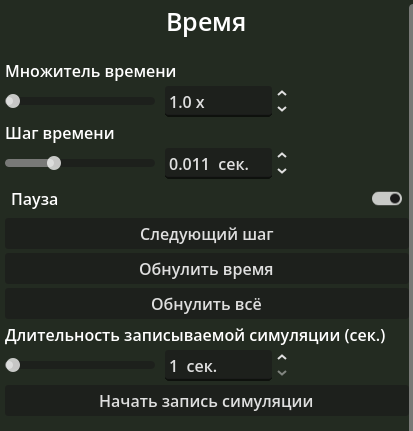 Время
Множитель времени
1.0 x
Шаг времени
0.011 сек.
Пауза
Следующий шаг
Обнулить время
Обнулить всё
Длительность записываемой симуляции (сек.)
1 сек.
Начать запись симуляции